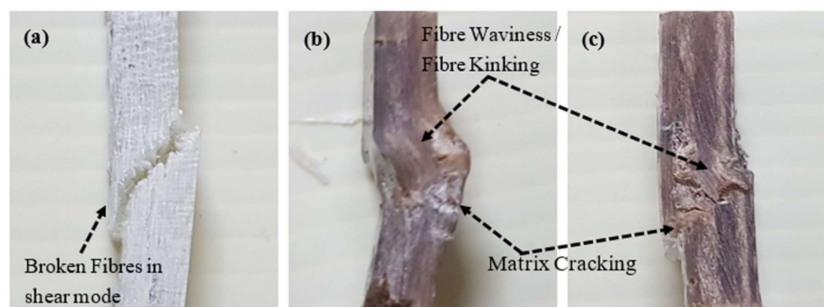 (a)
Broken Fibres in
shear mode
(b)
Fibre Waviness /
Fibre Kinking
Matrix Cracking
(c)